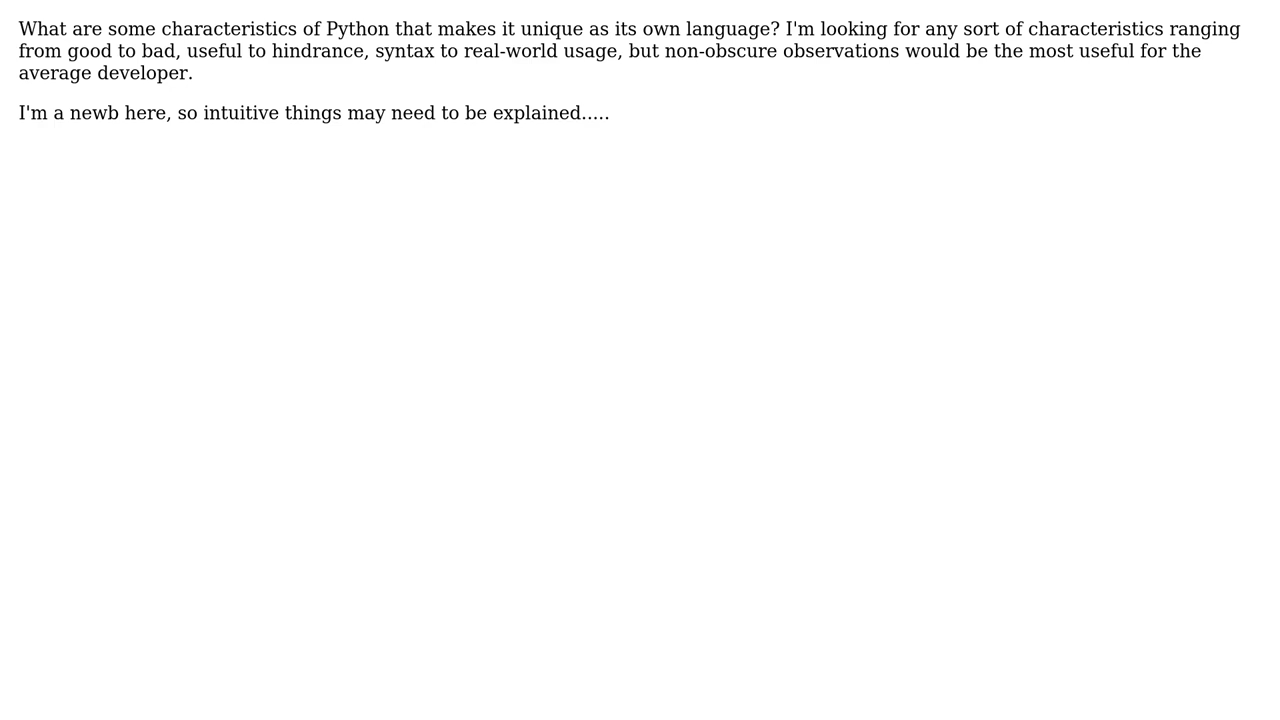 What are some characteristics of Python that makes it unique as its own language? I'm looking for any sort of characteristics ranging
from good to bad, useful to hindrance, syntax to real-world usage, but non-obscure observations would be the most useful for the
average developer.
I'm a newb here, so intuitive things may need to be explained.....